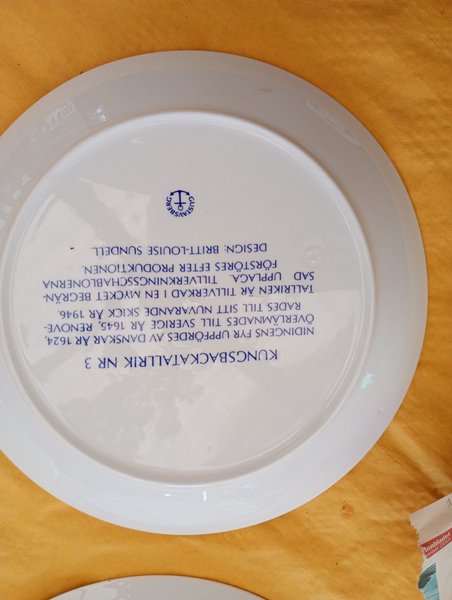 KUNGSBACKATALLRIK NR 3
NIDINGENS FYR UPPFÖRDES AV DANSKAR ÅR 1624,
ÖVERLÄMNADES TILL SVERIGE ÅR 1645, RENOVE-
RADES TILL SITT NUVARANDE SKICK ÅR 1946.
TALLRIKEN ÄR TILLVERKAD I EN MYCKET BEGRÄN-
SAD UPPLAGA. TILLVERKNINGSSCHABLONERNA
FÖRSTÖRES EFTER PRODUKTIONEN.
DESIGN: BRITT-LOUISE SUNDELL.
GUSTAVSBERG